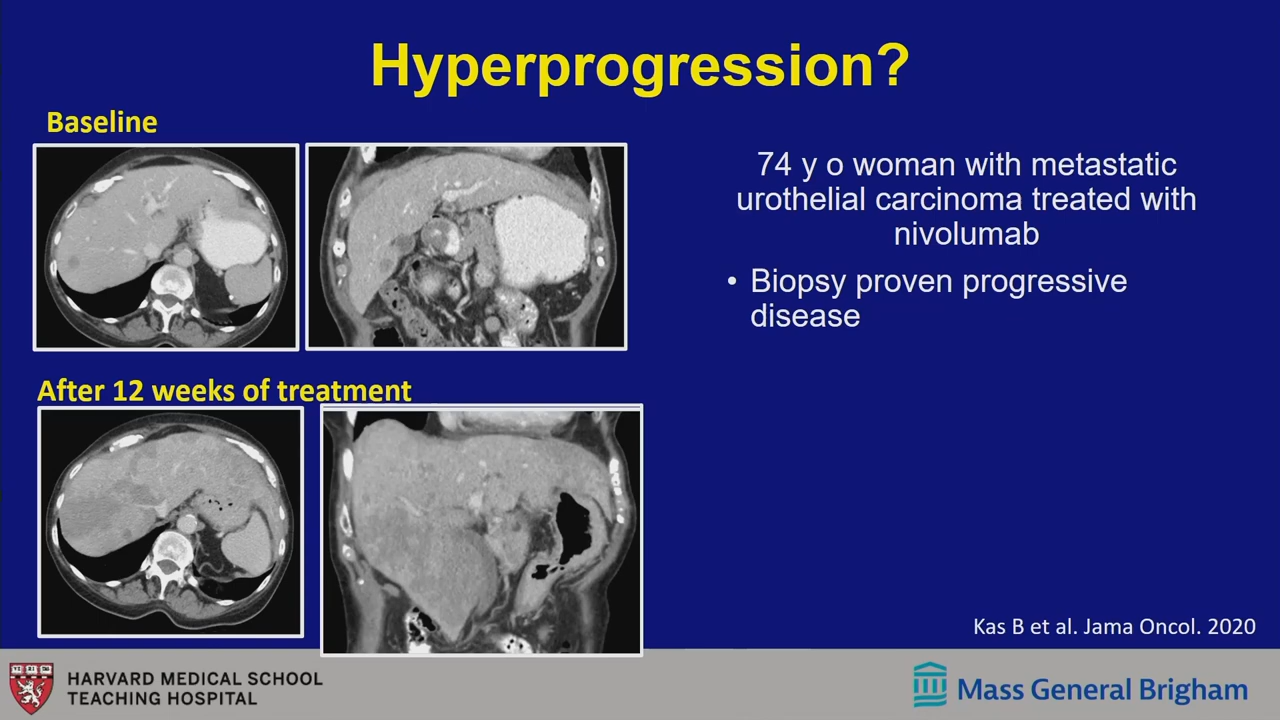 Hyperprogression?
Baseline
74 y o woman with metastatic
urothelial carcinoma treated with
nivolumab
• Biopsy proven progressive
disease
After 12 weeks of treatment
Kas B et al. Jama Oncol. 2020
HARVARD MEDICAL SCHOOL
TEACHING HOSPITAL
Mass General Brigham